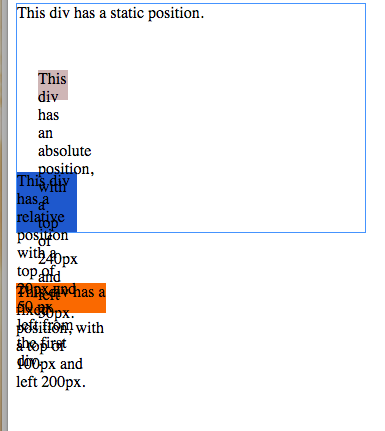 This div has a static position.
This
div
has
an
absolute
position,
with
a
top
of
240px
and
left
30px.
This div
has a
relative
position
with a
top of
20px and
50 px
left from
the first
div.
This div has a
fixed
position, with
a top of
100px and
left 200px.